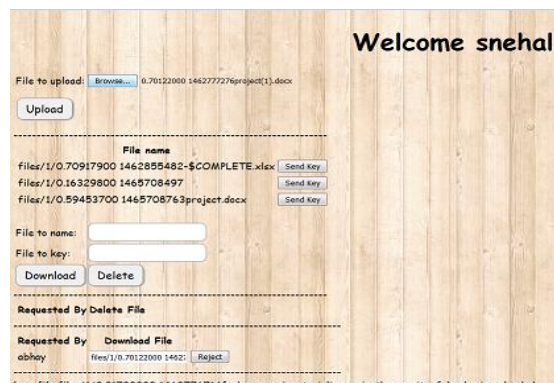 Welcome snehal
File to upload: Browse... 0.70122000 1462777276project(1).docx
Upload
File name
files/1/0.70917900 1462855482-$COMPLETE.xlsx Send Key
files/1/0.16329800 1465708497 Send Key
files/1/0.59453700 1465708763project.docx Send Key
File to name:
File to key:
Download Delete
Requested By Delete File
Requested By Download File
abhay files/1/0.70122000 1462: Reject